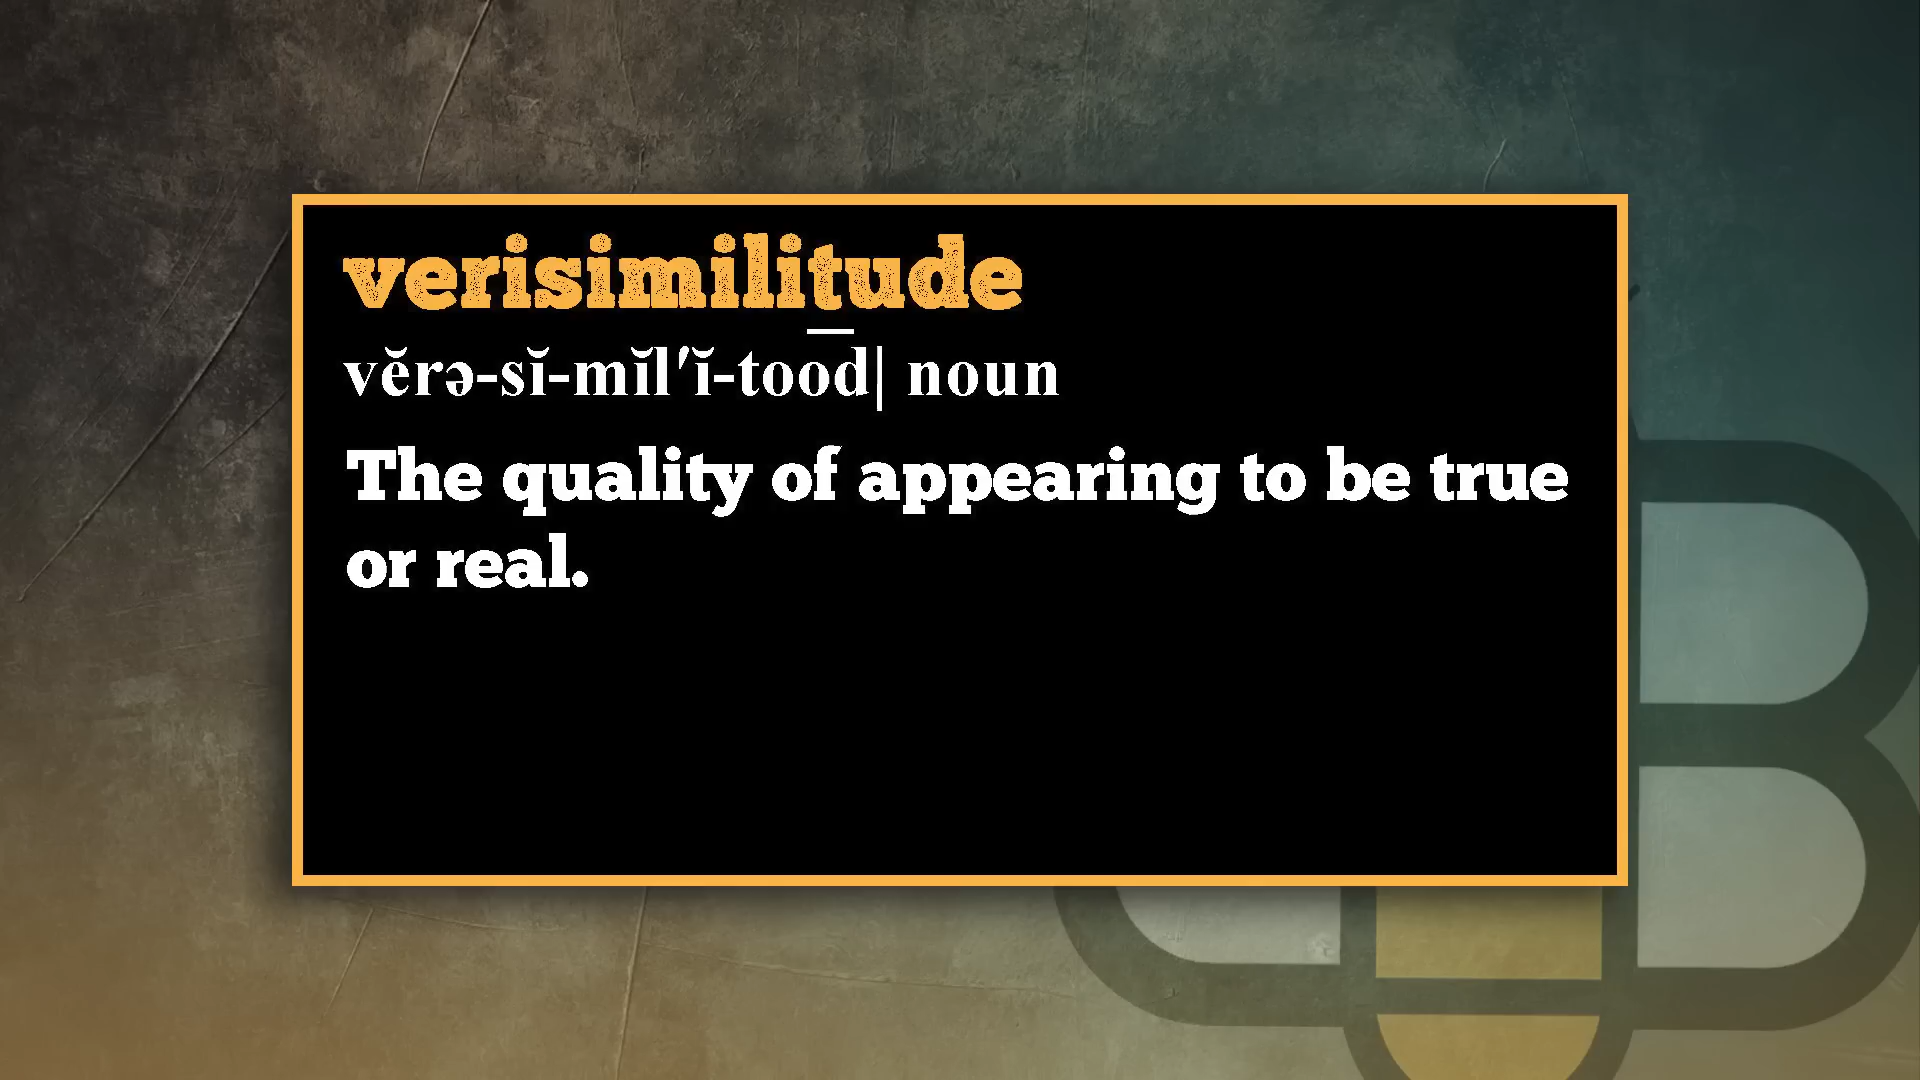 verisimilitude
vĕrə-sĭ-mĭl′ĭ-to͞od| noun
The quality of appearing to be true
or real.